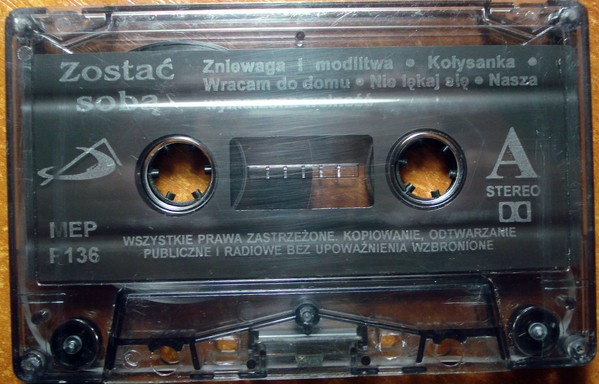 Zostać
sobą
Zniewaga i modlitwa • Kołysanka •
Wracam do domu • Nie lękaj się • Nasza
A
STEREO
MEP
P.136
WSZYSTKIE PRAWA ZASTRZEŻONE. KOPIOWANIE, ODTWARZANIE
PUBLICZNE I RADIOWE BEZ UPOWAŻNIENIA WZBRONIONE